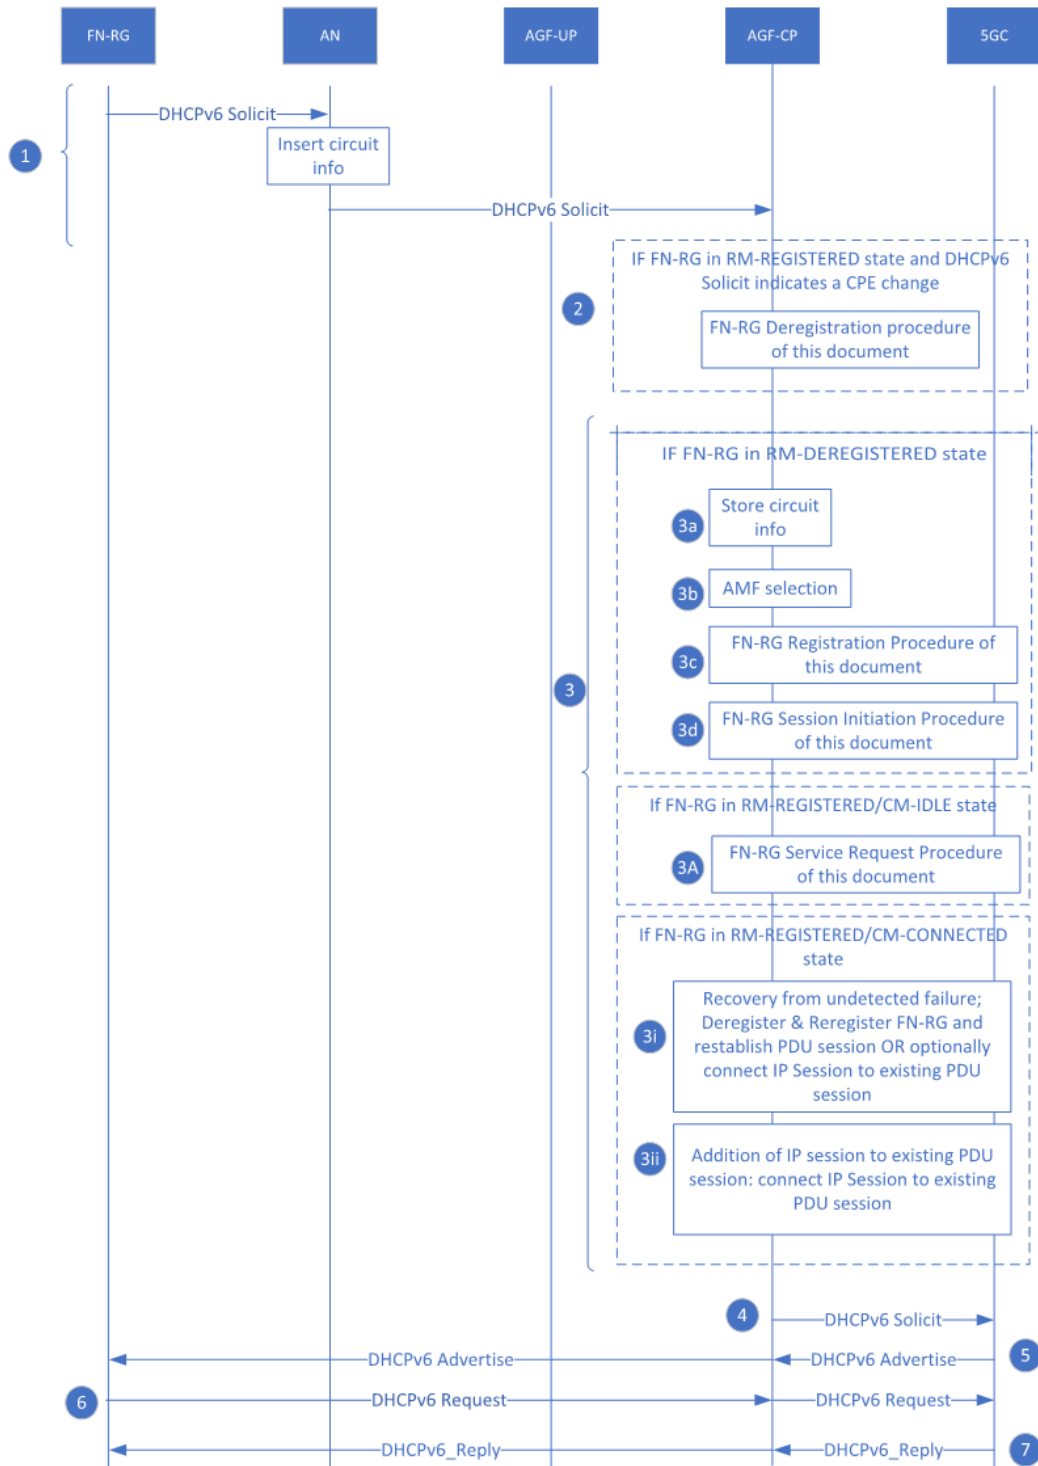 FN-RG
AN
AGF-UP
AGF-CP
5GC
DHCPv6 Solicit
1
Insert circuit
info
DHCPv6 Solicit
IF FN-RG in RM-REGISTERED state and DHCPv6
Solicit indicates a CPE change
2
FN-RG Deregistration procedure
of this document
3
IF FN-RG in RM-DEREGISTERED state
3a
Store circuit
info
3b
AMF selection
3c
FN-RG Registration Procedure of
this document
3d
FN-RG Session Initiation Procedure
of this document
If FN-RG in RM-REGISTERED/CM-IDLE state
3A
FN-RG Service Request Procedure
of this document
If FN-RG in RM-REGISTERED/CM-CONNECTED
state
3i
Recovery from undetected failure;
Deregister & Reregister FN-RG and
restablish PDU session OR optionally
connect IP Session to existing PDU
session
3ii
Addition of IP session to existing PDU
session: connect IP Session to existing
PDU session
4
DHCPv6 Solicit
DHCPv6 Advertise
DHCPv6 Advertise
5
6
DHCPv6 Request
DHCPv6 Request
DHCPv6_Reply
DHCPv6_Reply
7